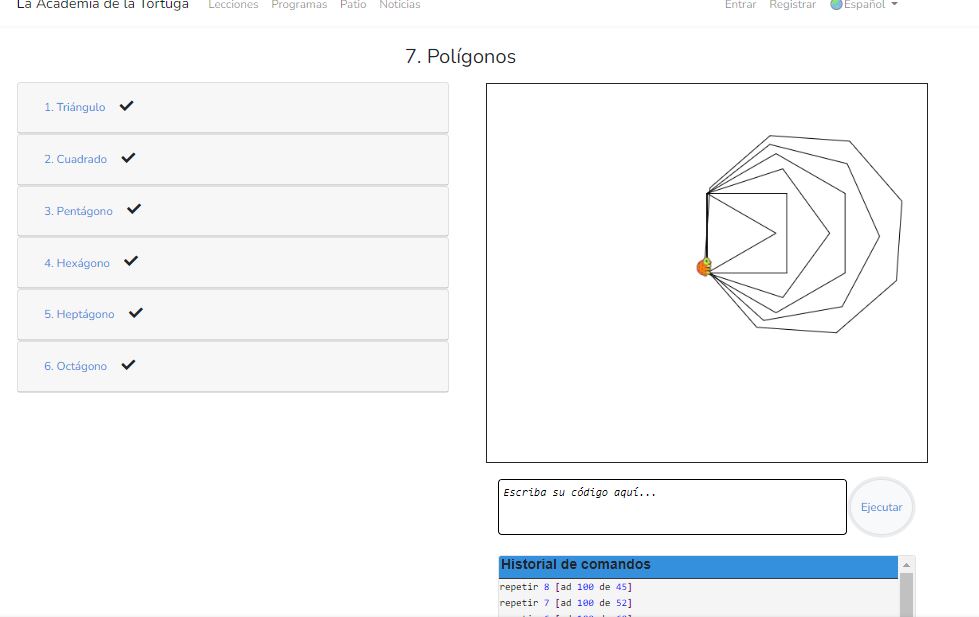 La Academia de la Tortuga Lecciones Programas Patio Noticias Entrar Registrar Español
7. Polígonos
1. Triángulo
2. Cuadrado
3. Pentágono
4. Hexágono
5. Heptágono
6. Octágono
Escriba su código aquí...
Ejecutar
Historial de comandos
repetir 8 [ad 100 de 45]
repetir 7 [ad 100 de 52]